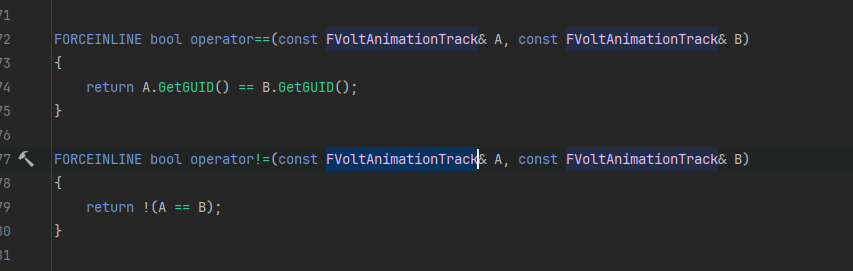 71
72 FORCEINLINE bool operator==(const FVoltAnimationTrack& A, const FVoltAnimationTrack& B)
73 {
74     return A.GetGUID() == B.GetGUID();
75 }
76
77 FORCEINLINE bool operator!=(const FVoltAnimationTrack& A, const FVoltAnimationTrack& B)
78 {
79     return !(A == B);
80 }
81